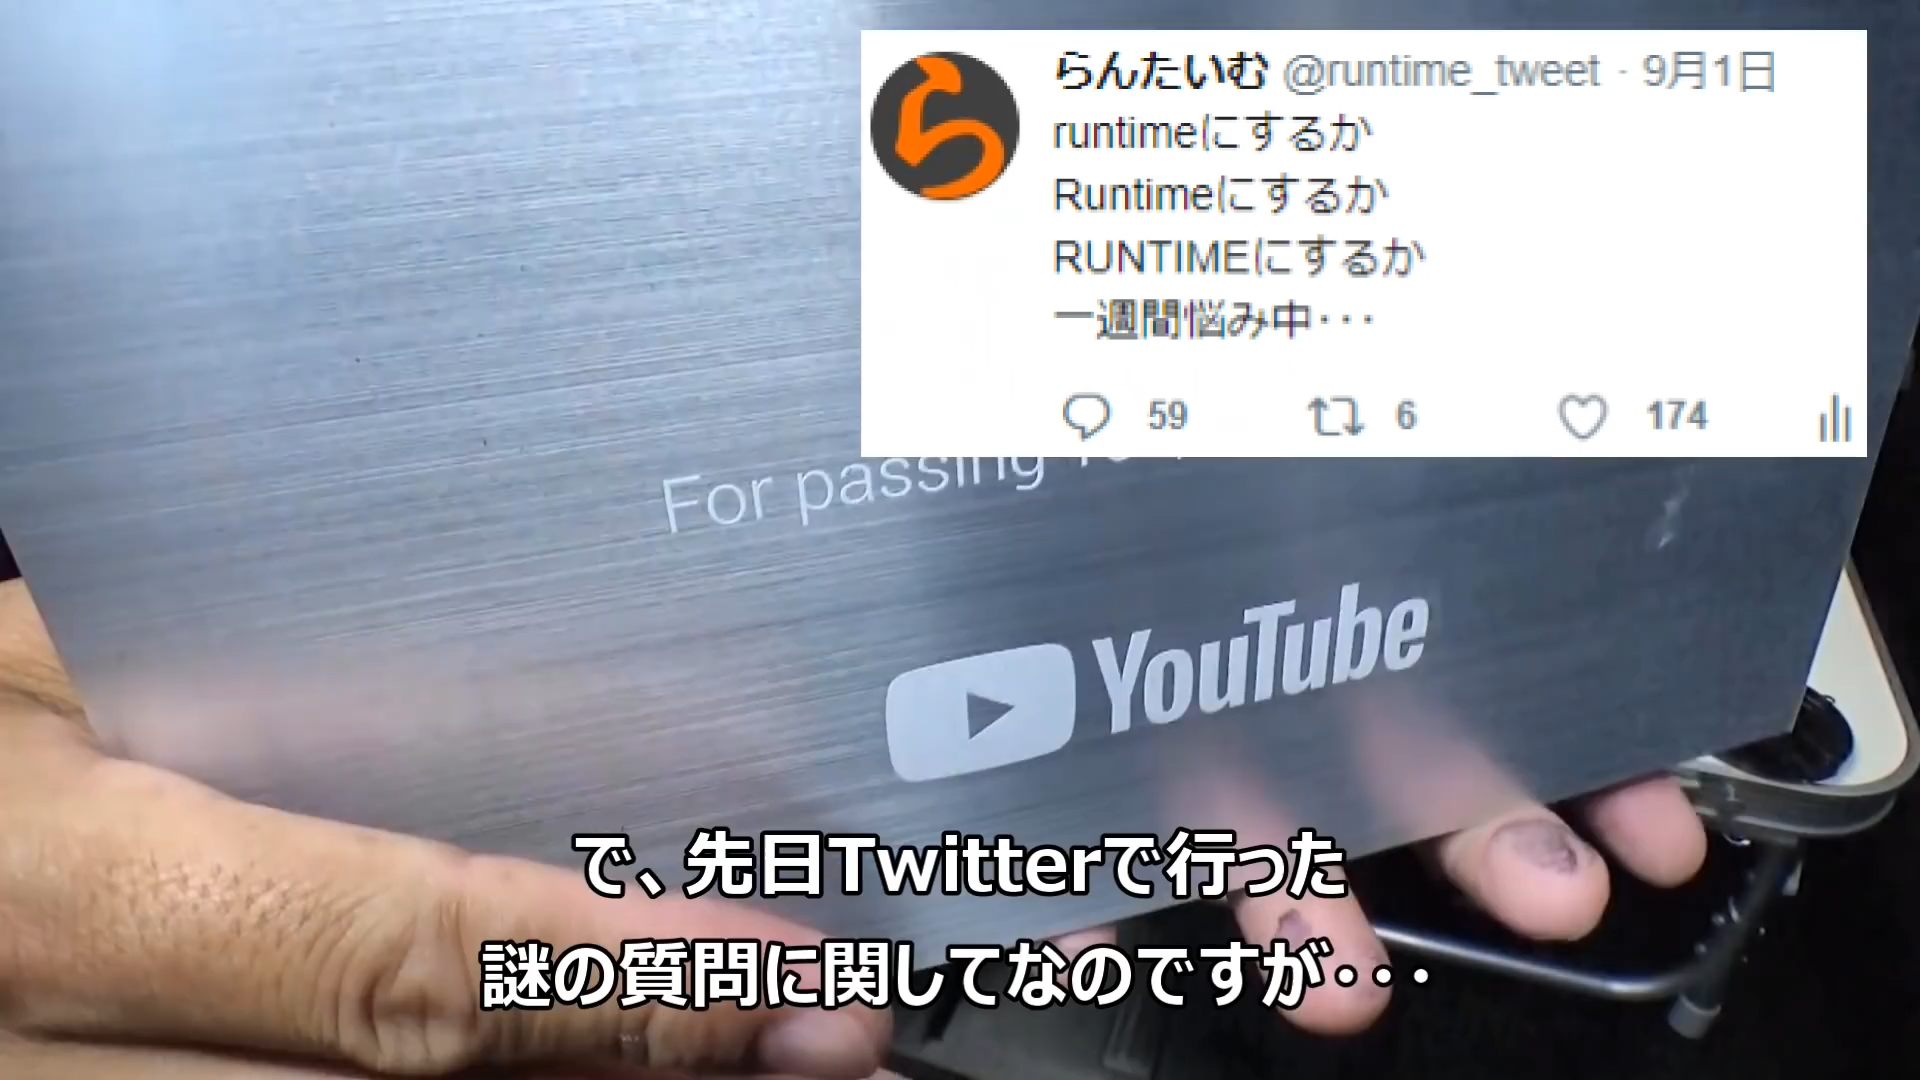 らんたいむ @runtime_tweet · 9月1日
runtimeにするか
Runtimeにするか
RUNTIMEにするか
一週間悩み中･･･
59 6 174
For passing
YouTube
で、先日Twitterで行った
謎の質問に関してなのですが･･･